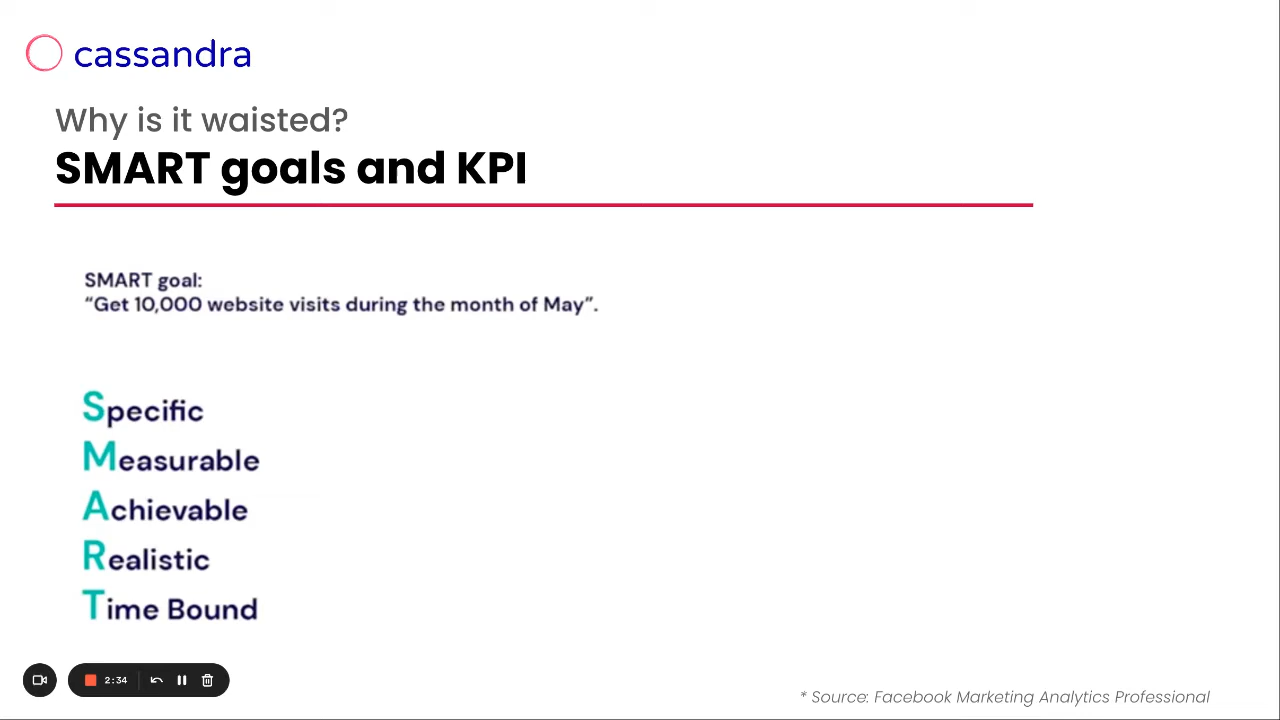 cassandra
Why is it waisted?
SMART goals and KPI
SMART goal:
“Get 10,000 website visits during the month of May”.
Specific
Measurable
Achievable
Realistic
Time Bound
2:34
* Source: Facebook Marketing Analytics Professional